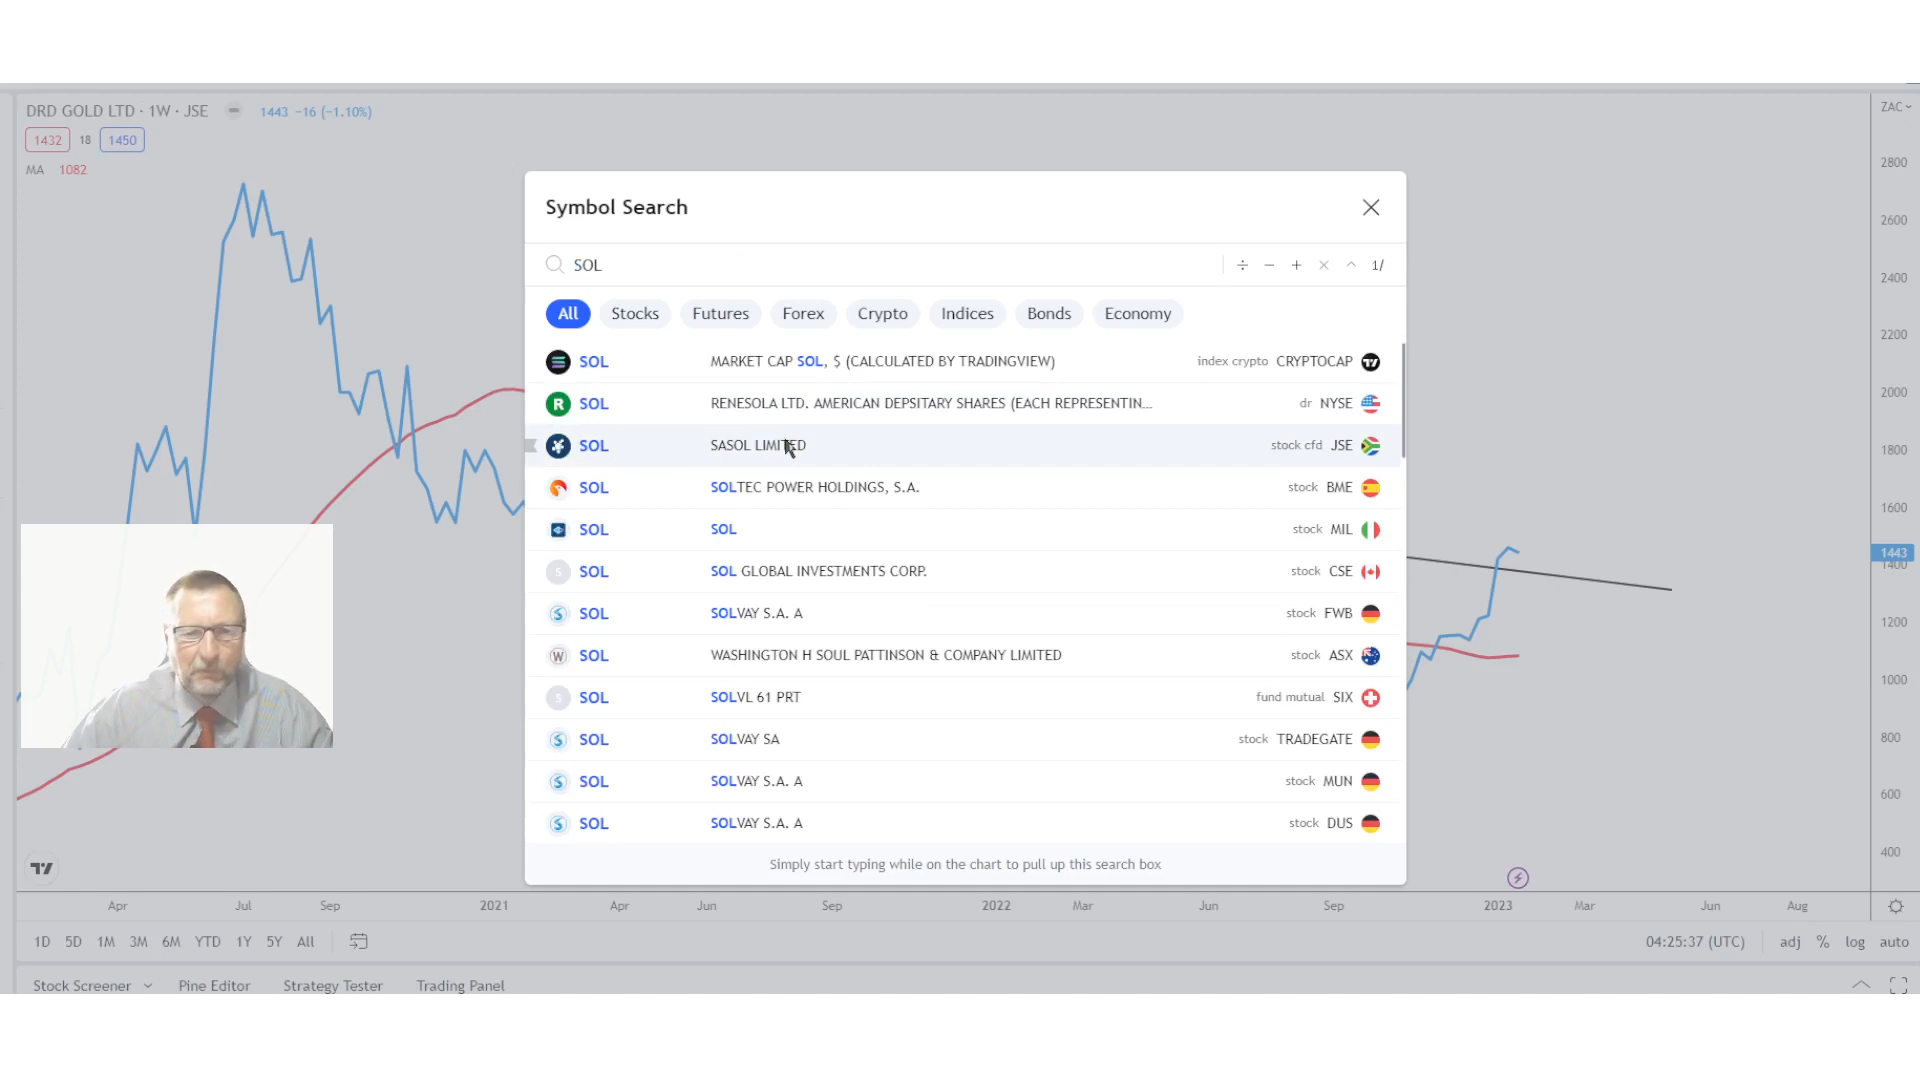 DRD GOLD LTD · 1W · JSE 1443 −16 (−1.10%)
ZAC
1432 18 1450
MA 1082
2800
2600
2400
2200
2000
1800
1600
1443
1400
1200
1000
800
600
400
Symbol Search
SOL ÷ − + × ^ 1/
All Stocks Futures Forex Crypto Indices Bonds Economy
SOL MARKET CAP SOL, $ (CALCULATED BY TRADINGVIEW) index crypto CRYPTOCAP
R SOL RENESOLA LTD. AMERICAN DEPSITARY SHARES (EACH REPRESENTIN... dr NYSE
SOL SASOL LIMITED stock cfd JSE
SOL SOLTEC POWER HOLDINGS, S.A. stock BME
SOL SOL stock MIL
S SOL SOL GLOBAL INVESTMENTS CORP. stock CSE
S SOL SOLVAY S.A. A stock FWB
W SOL WASHINGTON H SOUL PATTINSON & COMPANY LIMITED stock ASX
S SOL SOLVL 61 PRT fund mutual SIX
S SOL SOLVAY SA stock TRADEGATE
S SOL SOLVAY S.A. A stock MUN
S SOL SOLVAY S.A. A stock DUS
Simply start typing while on the chart to pull up this search box
Apr Jul Sep 2021 Apr Jun Sep 2022 Mar Jun Sep 2023 Mar Jun Aug
1D 5D 1M 3M 6M YTD 1Y 5Y All 04:25:37 (UTC) adj % log auto
Stock Screener Pine Editor Strategy Tester Trading Panel